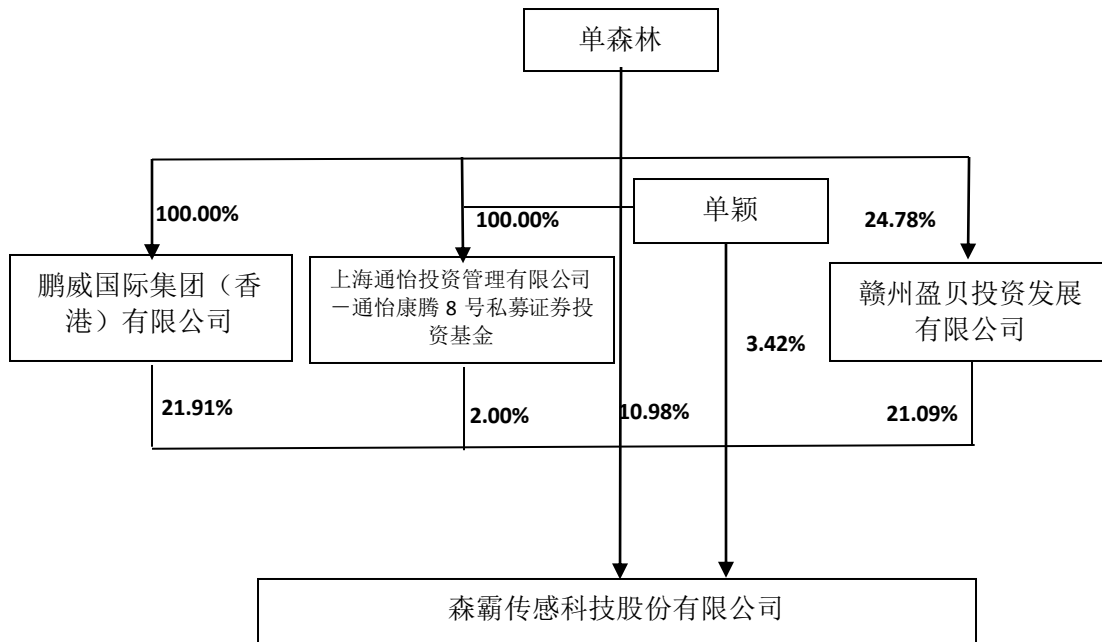 单森林
单颖
100.00%
100.00%
24.78%
鹏威国际集团（香
港）有限公司
上海通怡投资管理有限公司
－通怡康腾 8 号私募证券投
资基金
赣州盈贝投资发展
有限公司
3.42%
21.91%
2.00%
10.98%
21.09%
森霸传感科技股份有限公司